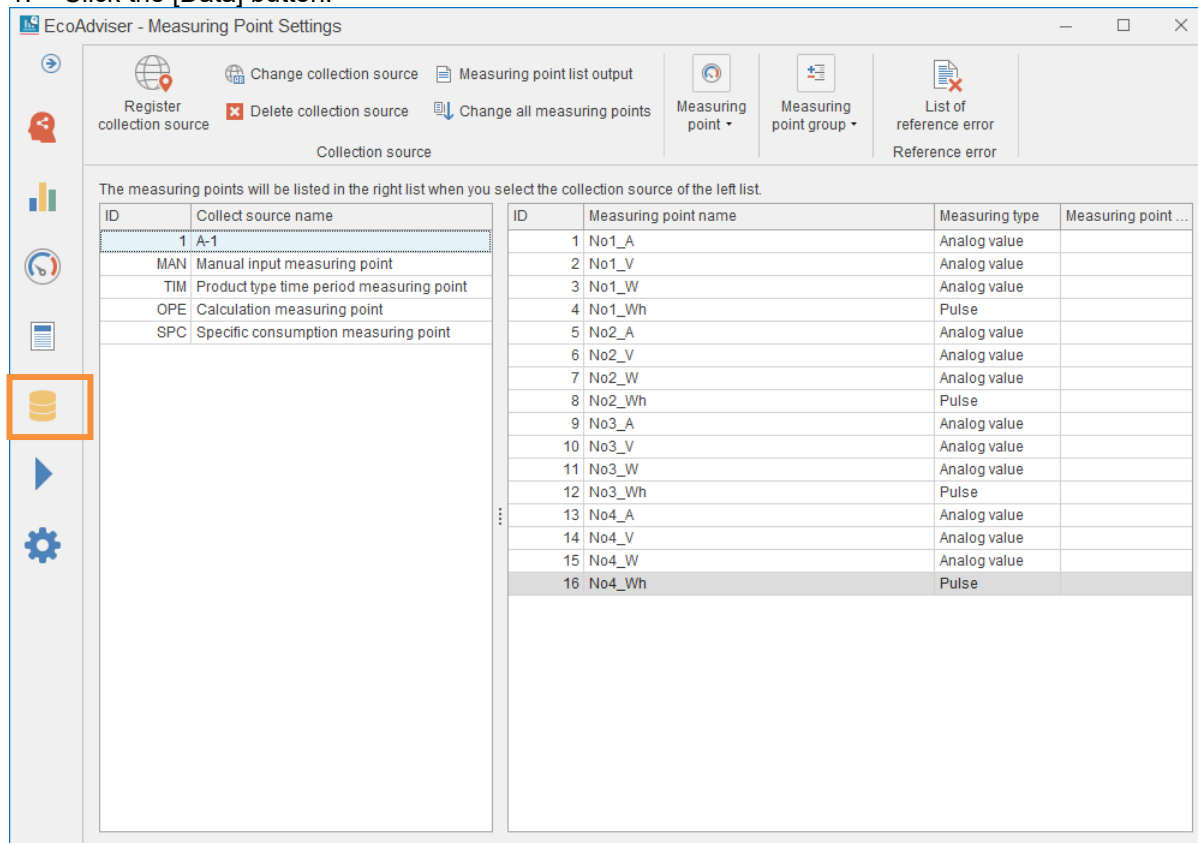 Click the [Data] button.
EcoAdviser - Measuring Point Settings
Register collection source
Change collection source
Delete collection source
Measuring point list output
Change all measuring points
Collection source
Measuring point
Measuring point group
List of reference error
Reference error
The measuring points will be listed in the right list when you select the collection source of the left list.
ID Collect source name
1 A-1
MAN Manual input measuring point
TIM Product type time period measuring point
OPE Calculation measuring point
SPC Specific consumption measuring point
ID Measuring point name Measuring type Measuring point ...
1 No1_A Analog value
2 No1_V Analog value
3 No1_W Analog value
4 No1_Wh Pulse
5 No2_A Analog value
6 No2_V Analog value
7 No2_W Analog value
8 No2_Wh Pulse
9 No3_A Analog value
10 No3_V Analog value
11 No3_W Analog value
12 No3_Wh Pulse
13 No4_A Analog value
14 No4_V Analog value
15 No4_W Analog value
16 No4_Wh Pulse